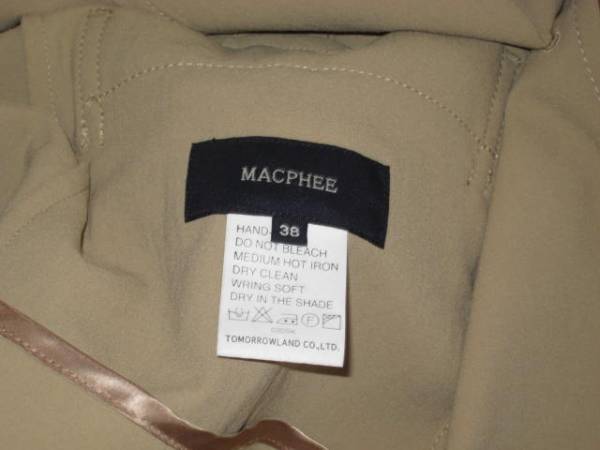 MACPHEE
38
HAND
DO NOT BLEACH
MEDIUM HOT IRON
DRY CLEAN
WRING SOFT
DRY IN THE SHADE
F
TOMORROWLAND CO.,LTD.